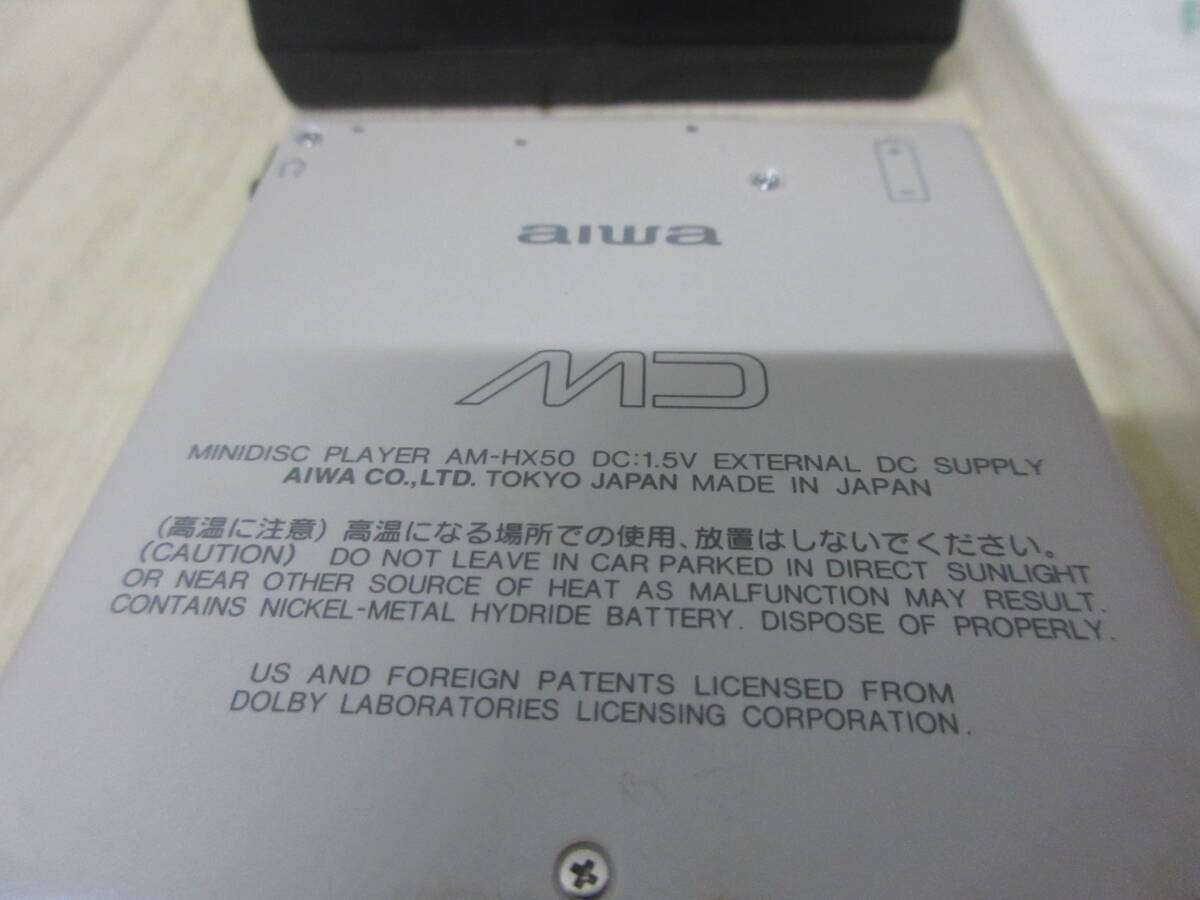 aiwa
MD
MINIDISC PLAYER AM-HX50 DC:1.5V EXTERNAL DC SUPPLY
AIWA CO.,LTD. TOKYO JAPAN MADE IN JAPAN
(高温に注意) 高温になる場所での使用、放置はしないでください。
(CAUTION) DO NOT LEAVE IN CAR PARKED IN DIRECT SUNLIGHT
OR NEAR OTHER SOURCE OF HEAT AS MALFUNCTION MAY RESULT.
CONTAINS NICKEL-METAL HYDRIDE BATTERY. DISPOSE OF PROPERLY.
US AND FOREIGN PATENTS LICENSED FROM
DOLBY LABORATORIES LICENSING CORPORATION.